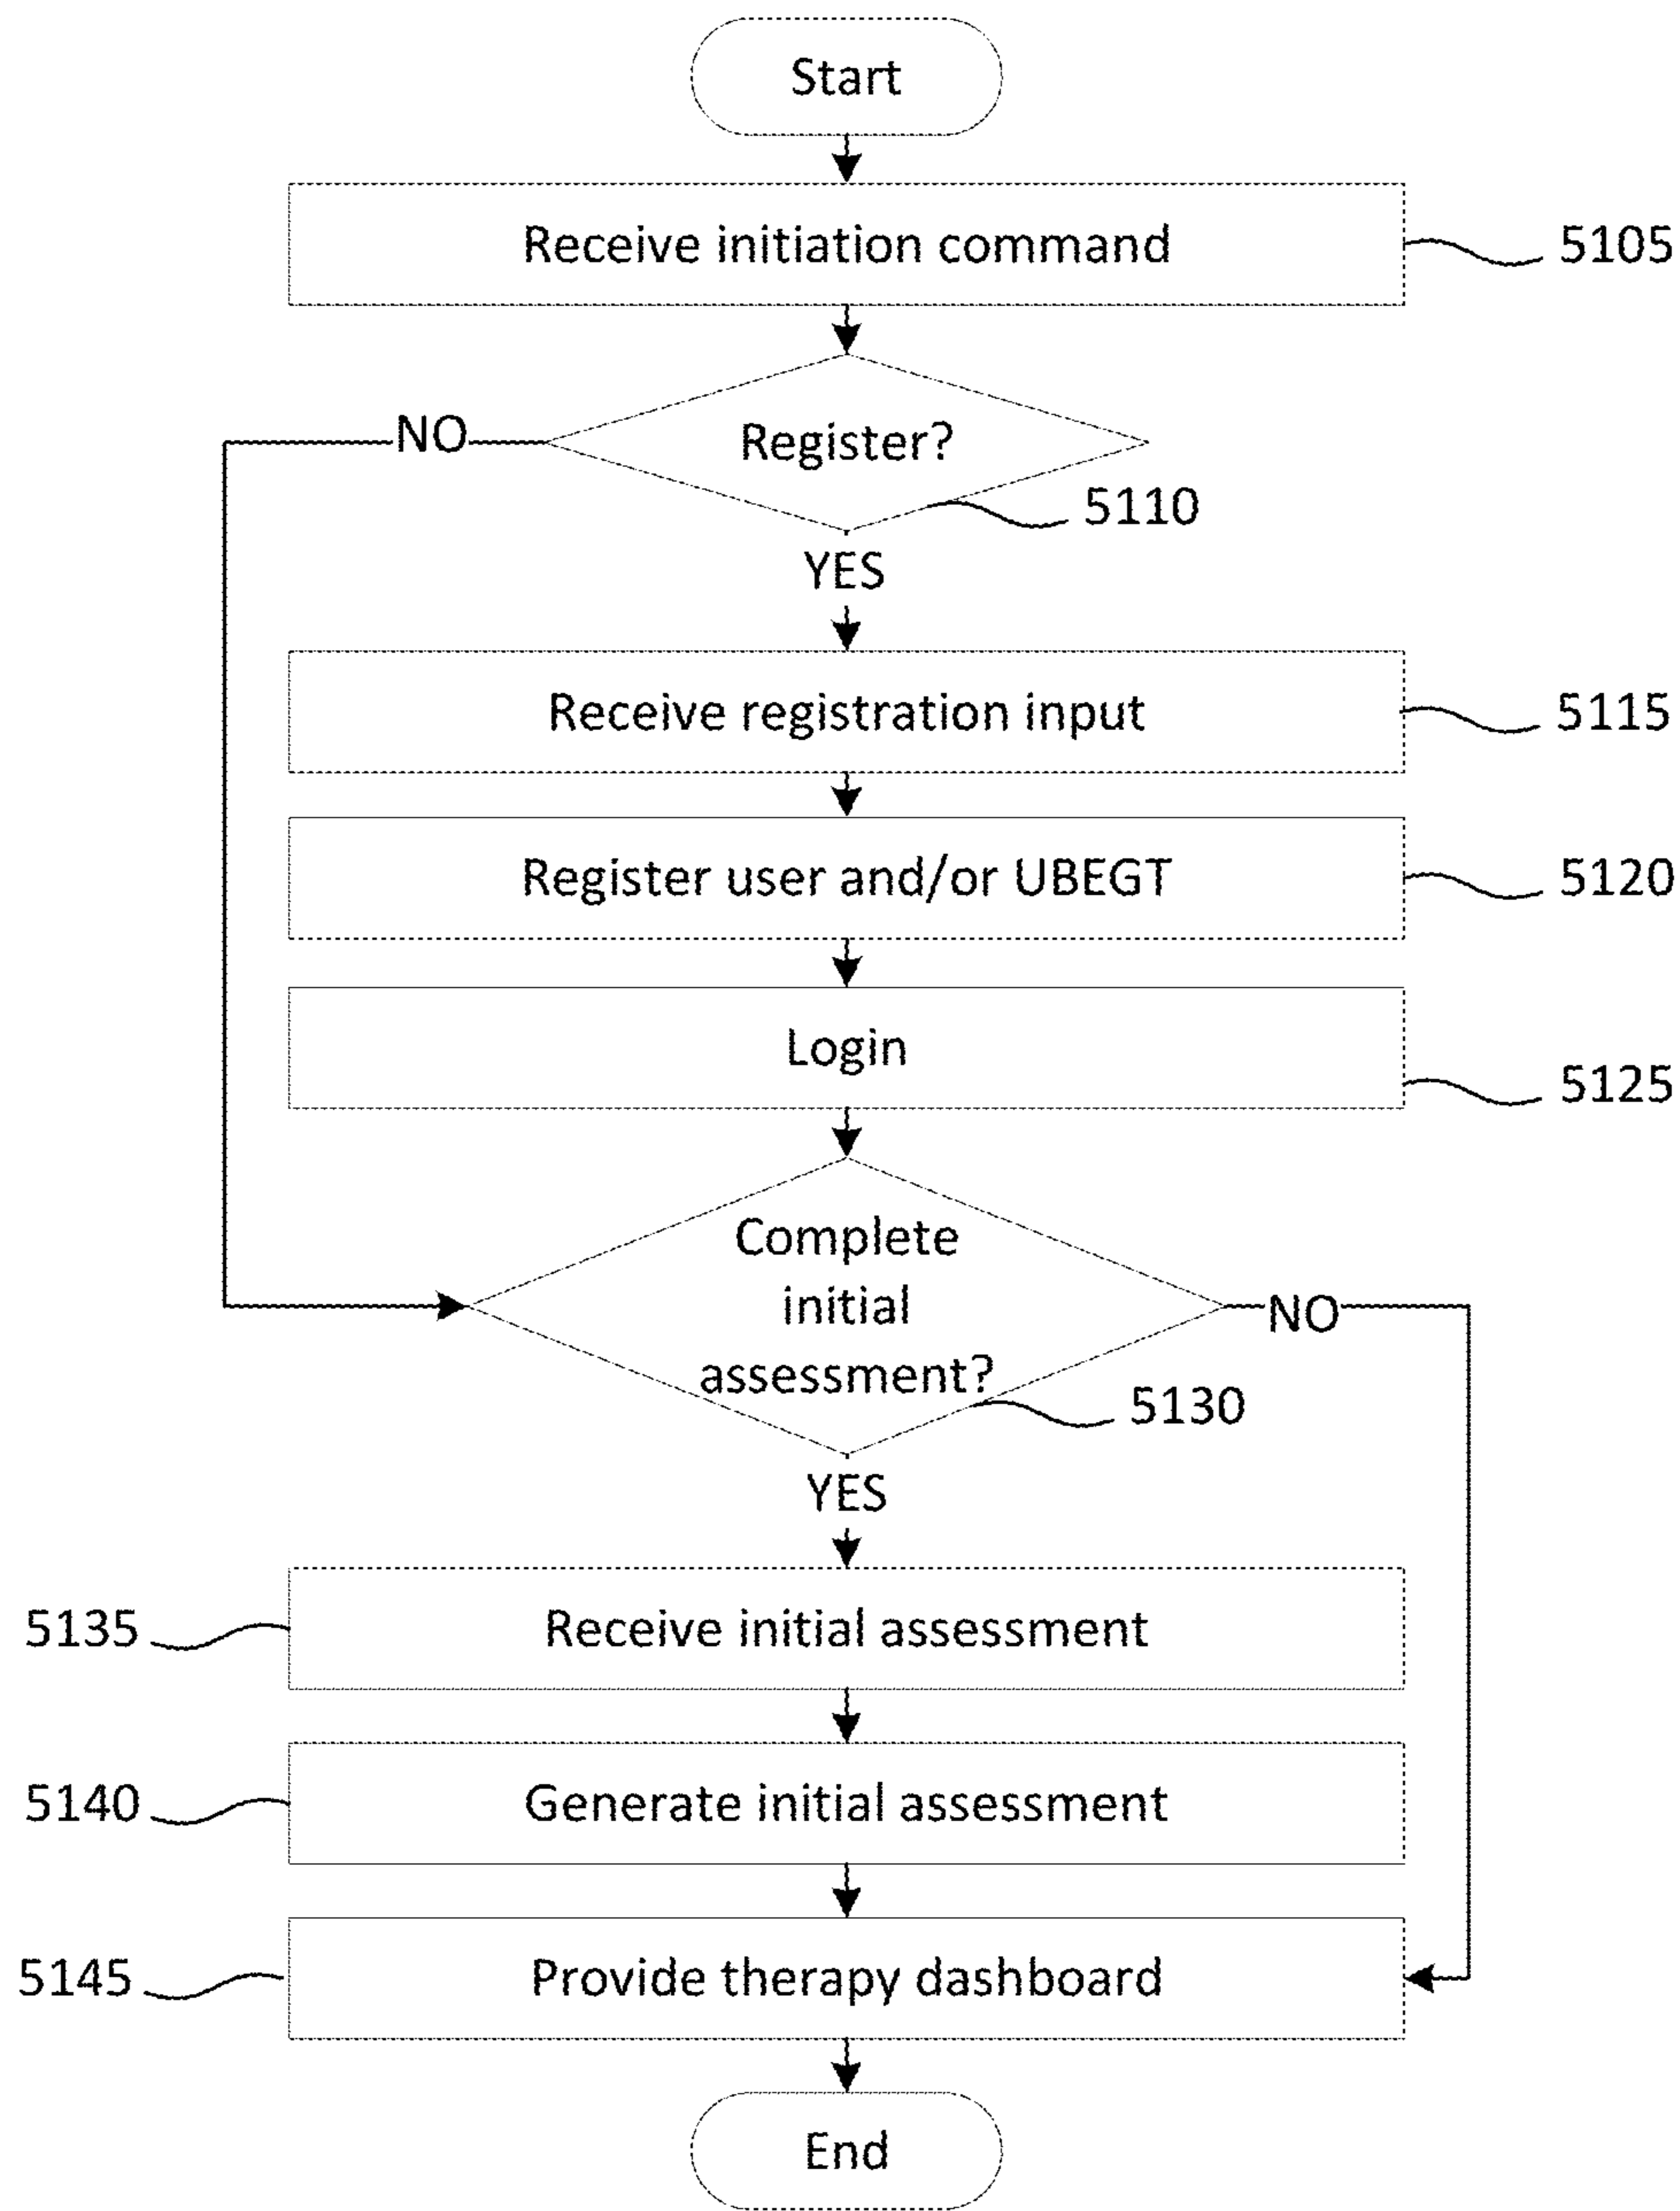 Start
Receive initiation command
5105
NO
Register?
5110
YES
Receive registration input
5115
Register user and/or UBEGT
5120
Login
5125
Complete
initial
assessment?
NO
5130
YES
5135
Receive initial assessment
5140
Generate initial assessment
5145
Provide therapy dashboard
End